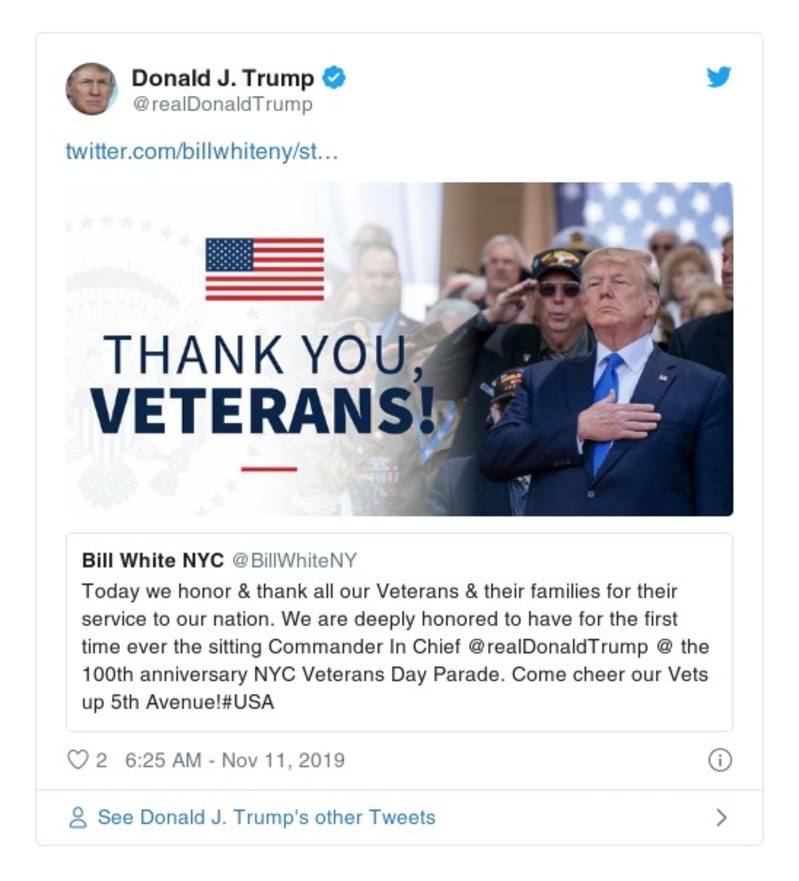 Donald J. Trump
@realDonaldTrump
twitter.com/billwhiteny/st…
THANK YOU,
VETERANS!
Bill White NYC @BillWhiteNY
Today we honor & thank all our Veterans & their families for their
service to our nation. We are deeply honored to have for the first
time ever the sitting Commander In Chief @realDonaldTrump @ the
100th anniversary NYC Veterans Day Parade. Come cheer our Vets
up 5th Avenue!#USA
2 6:25 AM - Nov 11, 2019
See Donald J. Trump's other Tweets